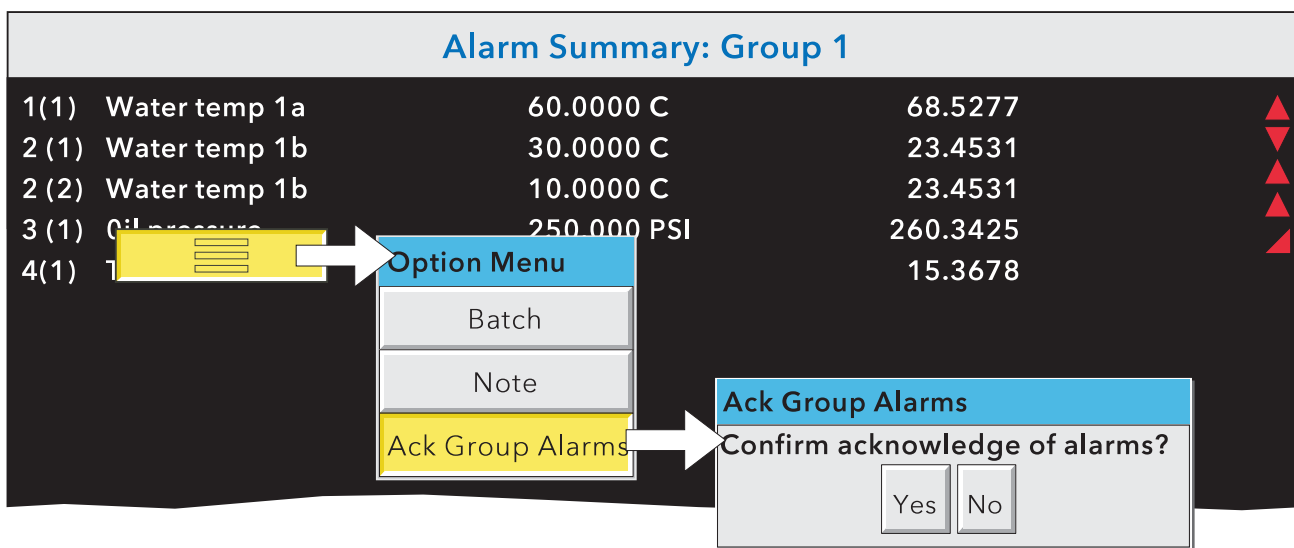 Alarm Summary: Group 1
1(1) Water temp 1a 60.0000 C 68.5277
2 (1) Water temp 1b 30.0000 C 23.4531
2 (2) Water temp 1b 10.0000 C 23.4531
3 (1) 0il pressure 250.000 PSI 260.3425
4(1) 15.3678
Option Menu
Batch
Note
Ack Group Alarms
Ack Group Alarms
Confirm acknowledge of alarms?
Yes No